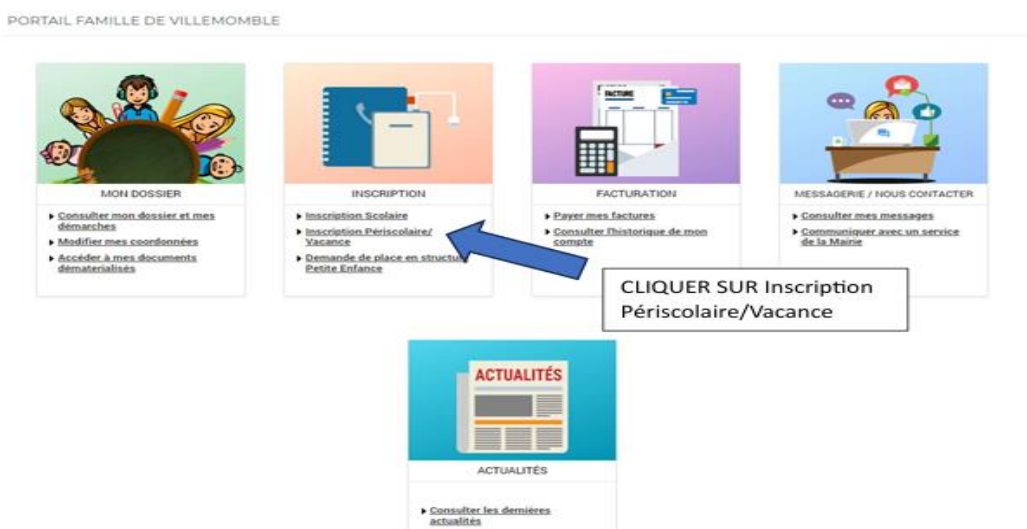 PORTAIL FAMILLE DE VILLEMOMBLE
MON DOSSIER
Consulter mon dossier et mes
démarches
Modifier mes coordonnées
Accéder à mes documents
dématerialisés
INSCRIPTION
Inscription Scolaire
Inscription Périscolaire/
Vacance
Demande de place en structure
Petite Enfance
FACTURE
FACTURATION
Payer mes factures
Consulter l'historique de mon
compte
MESSAGERIE / NOUS CONTACTER
Consulter mes messages
Communiquer avec un service
de la Mairie
CLIQUER SUR Inscription
Périscolaire/Vacance
ACTUALITÉS
ACTUALITÉS
Consulter les dernières
actualités